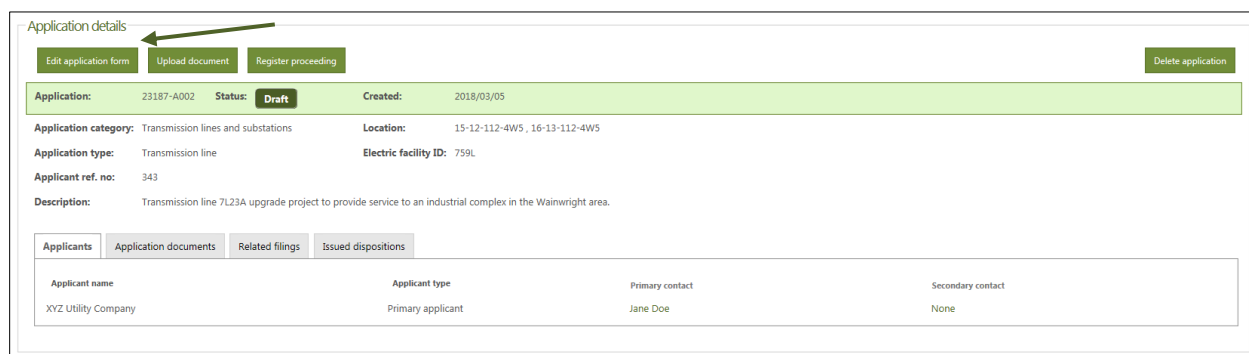 Application details
Edit application form Upload document Register proceeding Delete application
Application: 23187-A002 Status: Draft Created: 2018/03/05
Application category: Transmission lines and substations Location: 15-12-112-4W5 , 16-13-112-4W5
Application type: Transmission line Electric facility ID: 759L
Applicant ref. no: 343
Description: Transmission line 7L23A upgrade project to provide service to an industrial complex in the Wainwright area.
Applicants Application documents Related filings Issued dispositions
Applicant name Applicant type Primary contact Secondary contact
XYZ Utility Company Primary applicant Jane Doe None